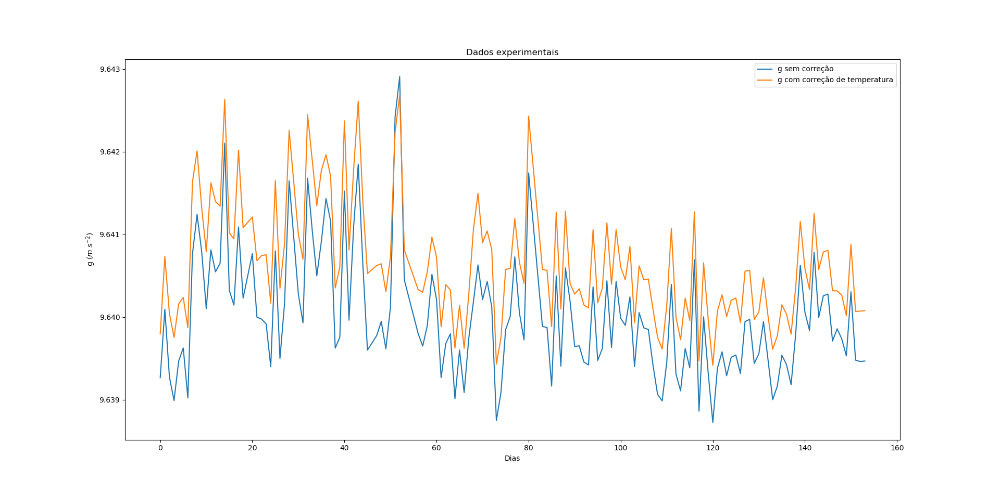 Dados experimentais
g sem correção
g com correção de temperatura
9.643
9.642
9.641
9.640
9.639
g (m s⁻²)
0 20 40 60 80 100 120 140 160
Dias